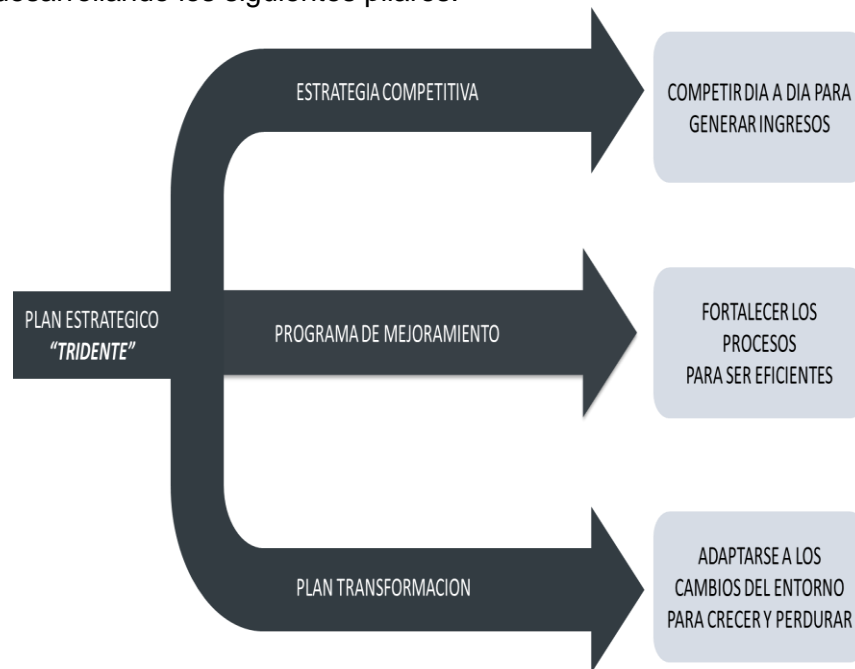 desarrollando los siguientes pilares:
ESTRATEGIA COMPETITIVA
COMPETIR DIA A DIA PARA
GENERAR INGRESOS
PLAN ESTRATEGICO
“TRIDENTE”
PROGRAMA DE MEJORAMIENTO
FORTALECER LOS
PROCESOS
PARA SER EFICIENTES
PLAN TRANSFORMACION
ADAPTARSE A LOS
CAMBIOS DEL ENTORNO
PARA CRECER Y PERDURAR